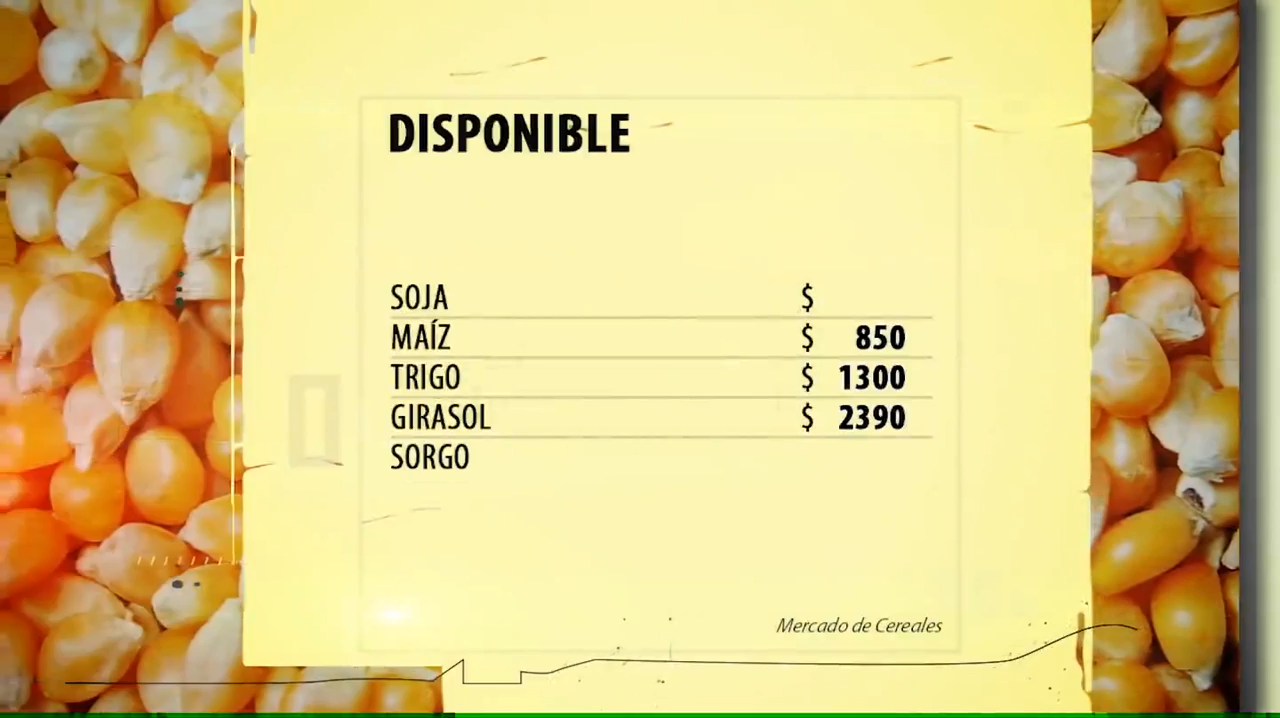 DISPONIBLE
SOJA $
MAÍZ $ 850
TRIGO $ 1300
GIRASOL $ 2390
SORGO
Mercado de Cereales